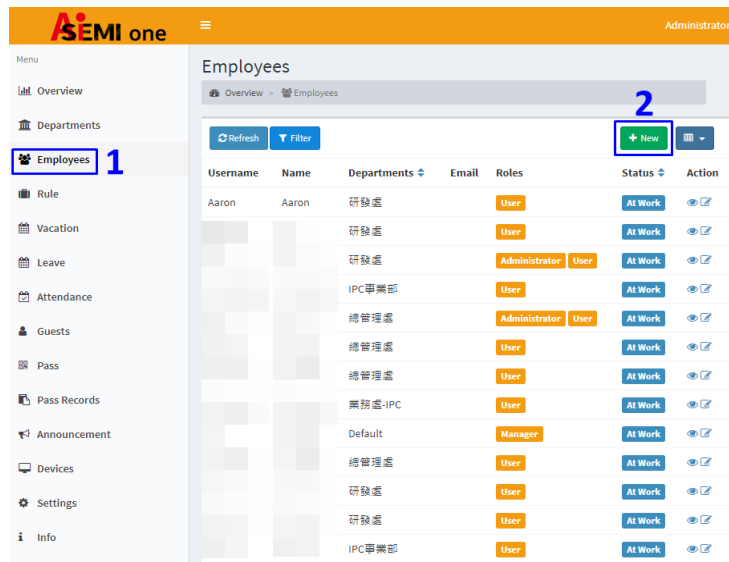 AiSEMI one
Administrator
Menu
Overview
Departments
Employees 1
Rule
Vacation
Leave
Attendance
Guests
Pass
Pass Records
Announcement
Devices
Settings
Info
Employees
Overview > Employees
2
Refresh Filter + New
Username Name Departments Email Roles Status Action
Aaron Aaron 研發處 User At Work
研發處 User At Work
研發處 Administrator User At Work
IPC事業部 User At Work
總管理處 Administrator User At Work
總管理處 User At Work
總管理處 User At Work
業務處-IPC User At Work
Default Manager At Work
總管理處 User At Work
研發處 User At Work
研發處 User At Work
IPC事業部 User At Work